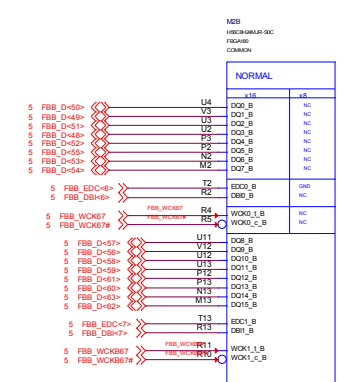 M2B
H56C8H24MJR-S0C
FBGA180
COMMON
NORMAL
x16 x8
5 FBB_D<50> U4 DQ0_B NC
5 FBB_D<49> V3 DQ1_B NC
5 FBB_D<51> U3 DQ2_B NC
5 FBB_D<48> U2 DQ3_B NC
5 FBB_D<52> P3 DQ4_B NC
5 FBB_D<55> P2 DQ5_B NC
5 FBB_D<53> N2 DQ6_B NC
5 FBB_D<54> M2 DQ7_B NC
5 FBB_EDC<6> T2 EDC0_B GND
5 FBB_DBI<6> R2 DBI0_B NC
5 FBB_WCK67 FBB_WCK67 R4 WCK0_t_B NC
5 FBB_WCK67# FBB_WCK67# R5 WCK0_c_B NC
5 FBB_D<57> U11 DQ8_B
5 FBB_D<56> V12 DQ9_B
5 FBB_D<58> U12 DQ10_B
5 FBB_D<59> U13 DQ11_B
5 FBB_D<61> P12 DQ12_B
5 FBB_D<60> P13 DQ13_B
5 FBB_D<63> N13 DQ14_B
5 FBB_D<62> M13 DQ15_B
5 FBB_EDC<7> T13 EDC1_B
5 FBB_DBI<7> R13 DBI1_B
5 FBB_WCKB67 FBB_WCKB67 R11 WCK1_t_B
5 FBB_WCKB67# FBB_WCKB67# R10 WCK1_c_B